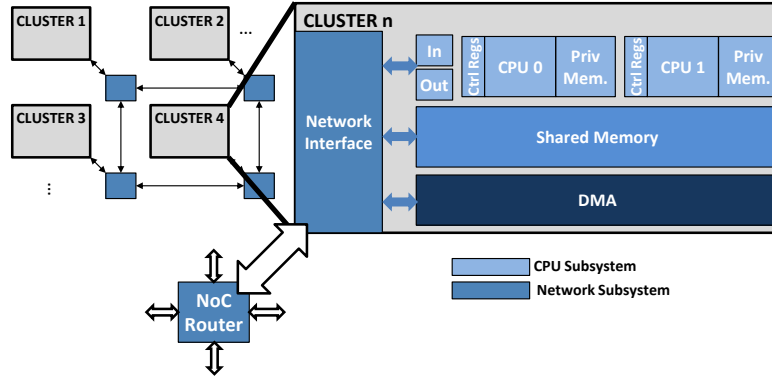 CLUSTER 1
CLUSTER 2
...
CLUSTER n
CLUSTER 3
CLUSTER 4
...
Network
Interface
In
Out
Ctrl Regs
CPU 0
Priv
Mem.
Ctrl Regs
CPU 1
Priv
Mem.
Shared Memory
DMA
NoC
Router
CPU Subsystem
Network Subsystem